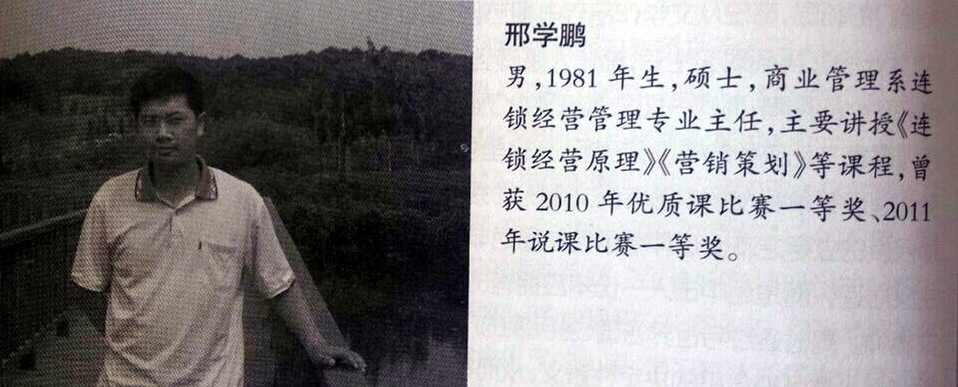 邢学鹏
男,1981 年生,硕士,商业管理系连
锁经营管理专业主任,主要讲授《连
锁经营原理》《营销策划》等课程,曾
获 2010 年优质课比赛一等奖、2011
年说课比赛一等奖。